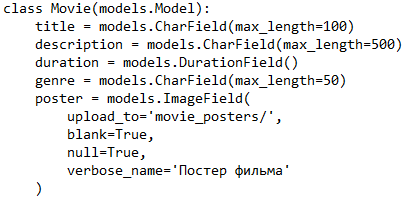 class Movie(models.Model):
    title = models.CharField(max_length=100)
    description = models.CharField(max_length=500)
    duration = models.DurationField()
    genre = models.CharField(max_length=50)
    poster = models.ImageField(
        upload_to='movie_posters/',
        blank=True,
        null=True,
        verbose_name='Постер фильма'
    )